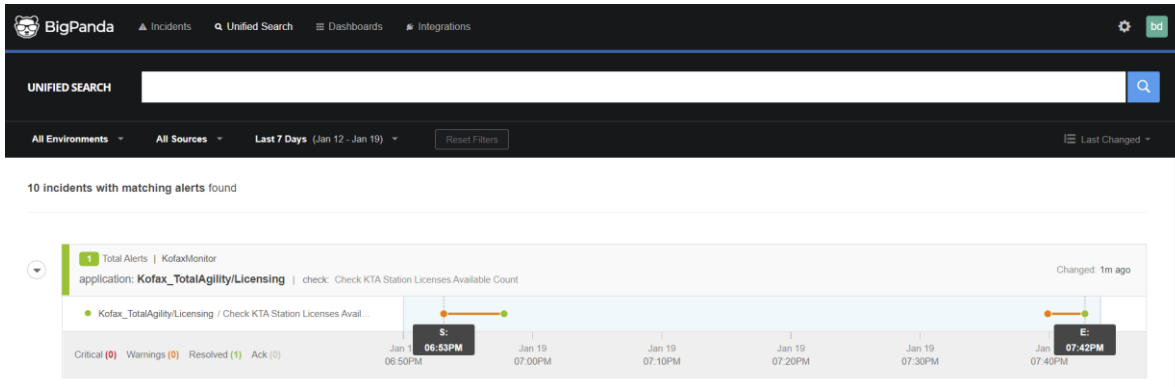 BigPanda Incidents Unified Search Dashboards Integrations bd
UNIFIED SEARCH
All Environments All Sources Last 7 Days (Jan 12 - Jan 19) Reset Filters Last Changed
10 incidents with matching alerts found
1 Total Alerts | KofaxMonitor
application: Kofax_TotalAgility/Licensing | check: Check KTA Station Licenses Available Count
Changed: 1m ago
Kofax_TotalAgility/Licensing / Check KTA Station Licenses Avail...
S:
06:53PM
E:
07:42PM
Critical (0) Warnings (0) Resolved (1) Ack (0)
Jan 1
06:50PM
Jan 19
07:00PM
Jan 19
07:10PM
Jan 19
07:20PM
Jan 19
07:30PM
Jan
07:40PM